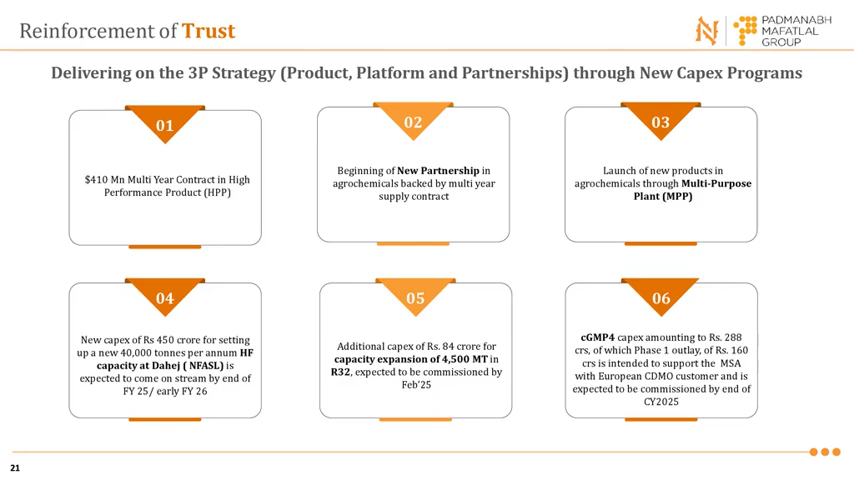 Reinforcement of Trust
PADMANABH
MAFATLAL
GROUP
Delivering on the 3P Strategy (Product, Platform and Partnerships) through New Capex Programs
01
$410 Mn Multi Year Contract in High
Performance Product (HPP)
02
Beginning of New Partnership in
agrochemicals backed by multi year
supply contract
03
Launch of new products in
agrochemicals through Multi-Purpose
Plant (MPP)
04
New capex of Rs 450 crore for setting
up a new 40,000 tonnes per annum HF
capacity at Dahej ( NFASL) is
expected to come on stream by end of
FY 25/ early FY 26
05
Additional capex of Rs. 84 crore for
capacity expansion of 4,500 MT in
R32, expected to be commissioned by
Feb'25
06
cGMP4 capex amounting to Rs. 288
crs, of which Phase 1 outlay, of Rs. 160
crs is intended to support the MSA
with European CDMO customer and is
expected to be commissioned by end of
CY2025
21